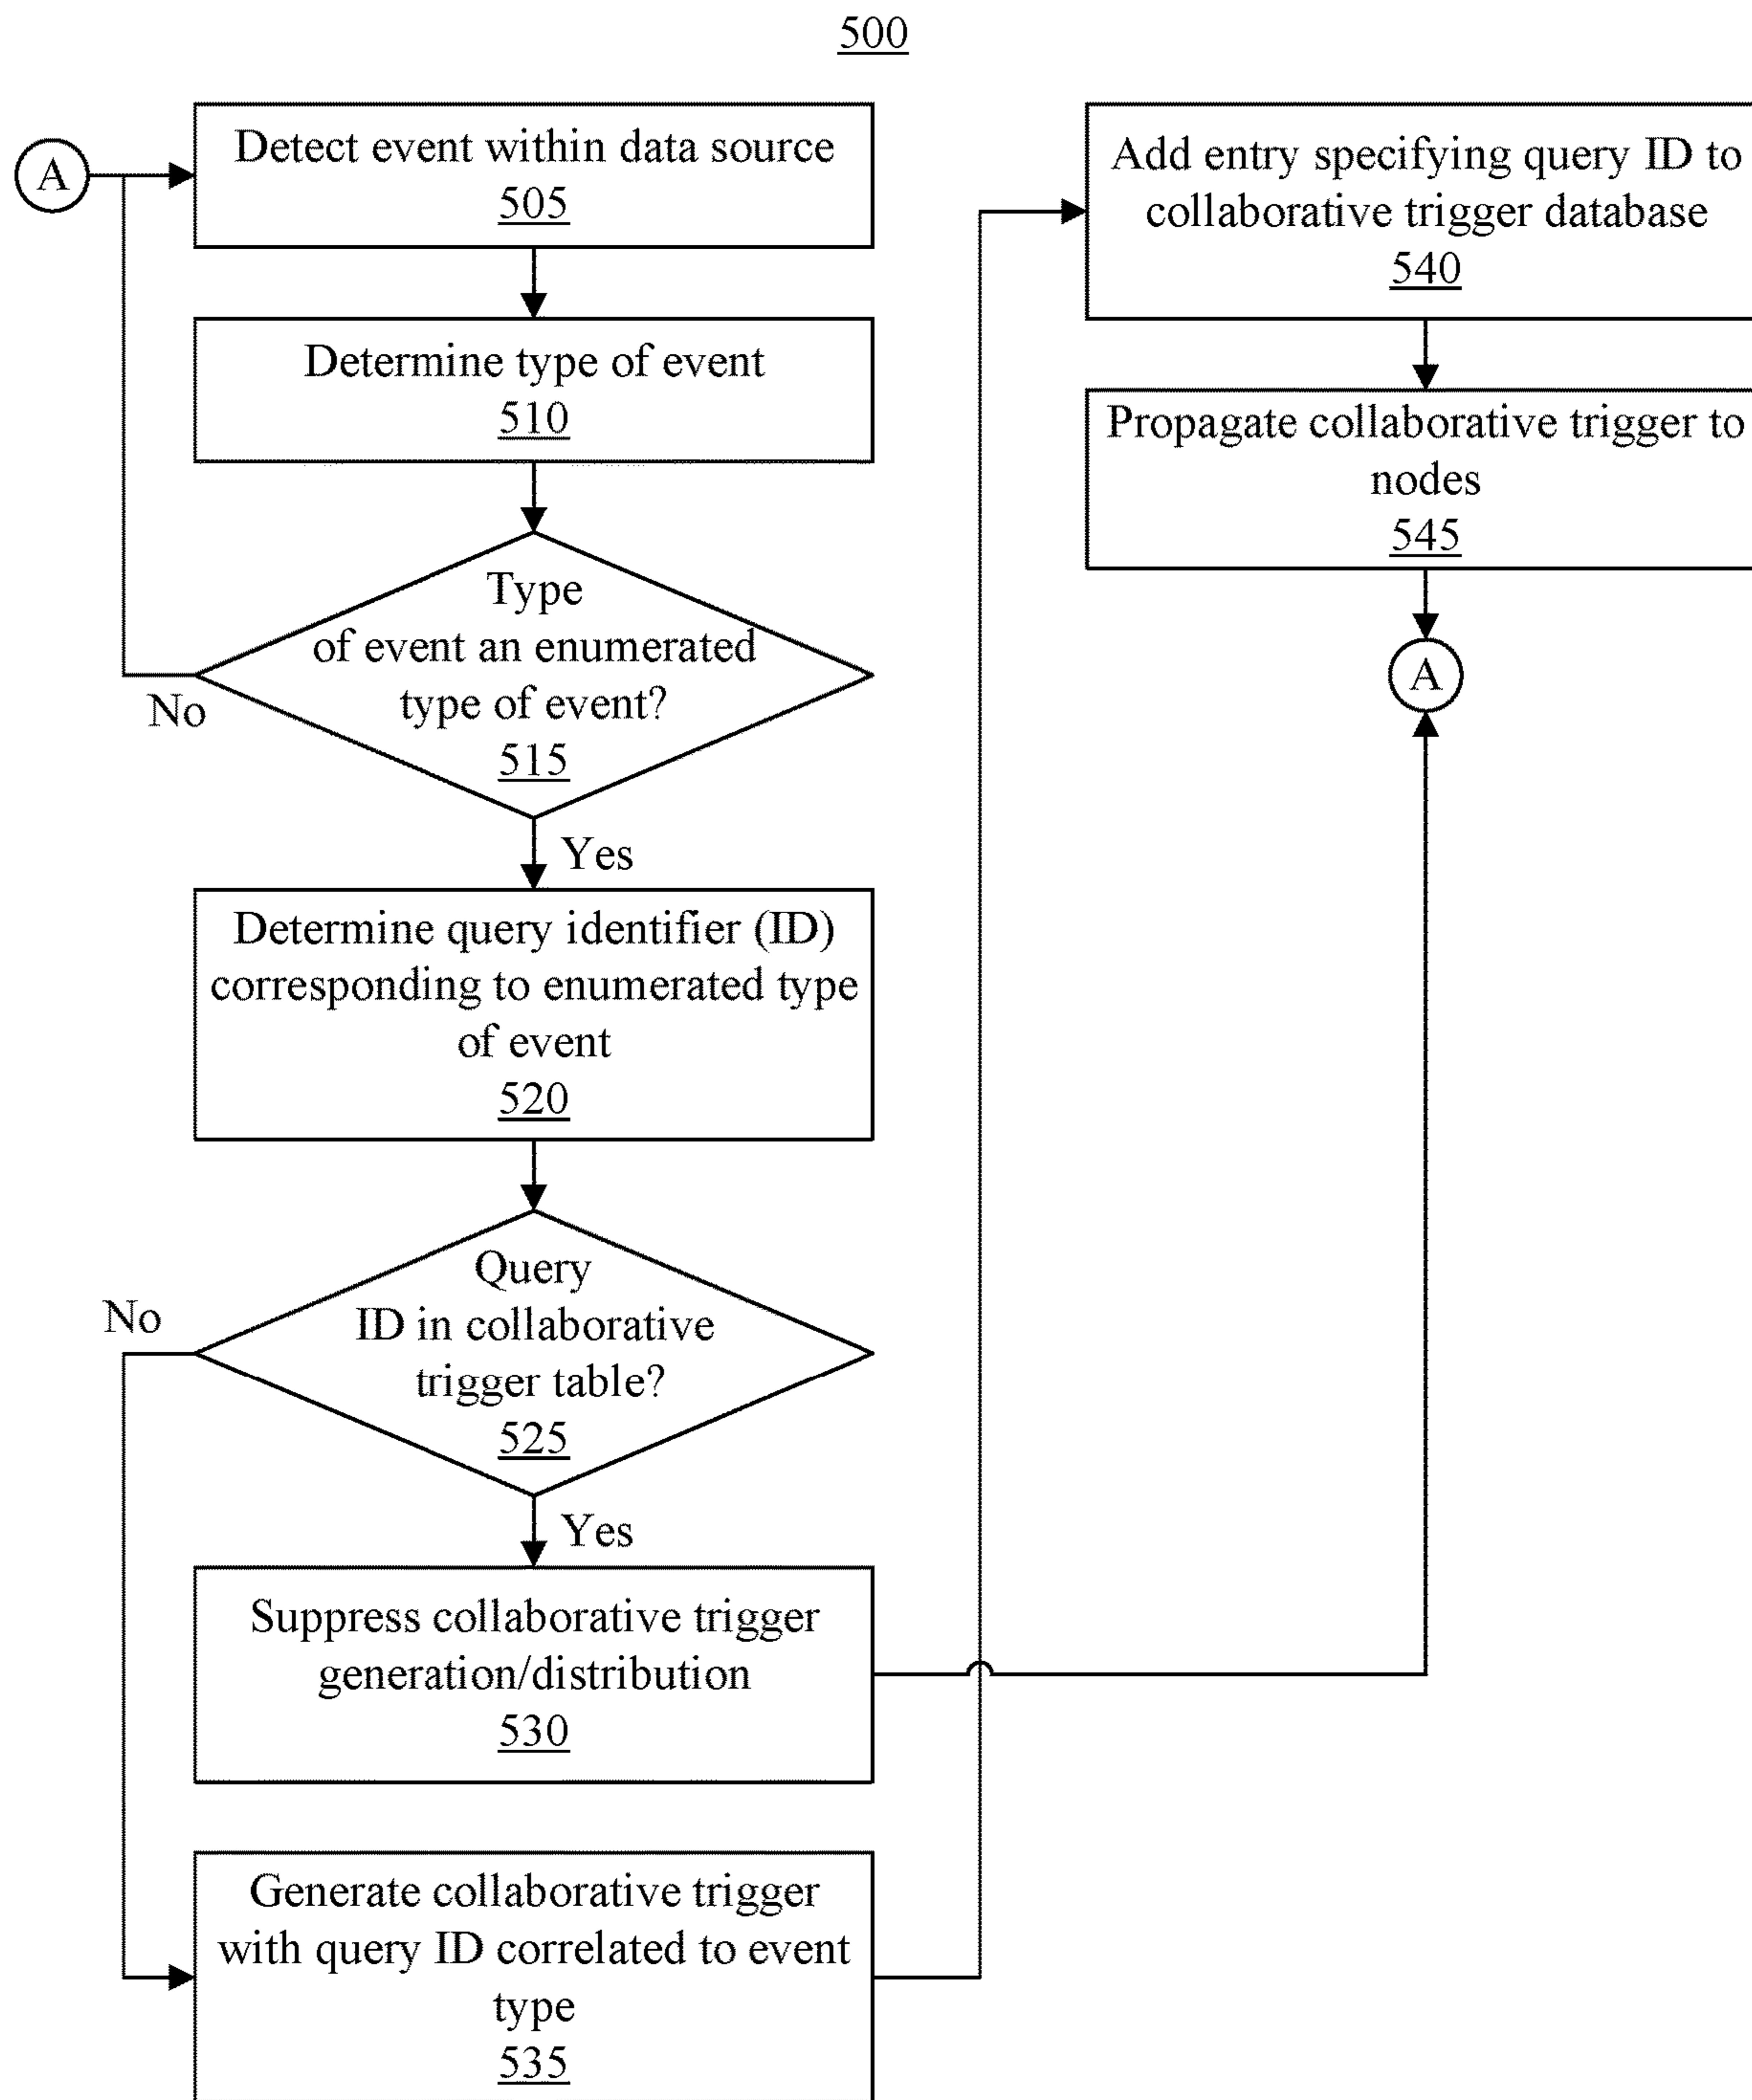 500
A
Detect event within data source
505
Determine type of event
510
Type
of event an enumerated
type of event?
515
No
Yes
Determine query identifier (ID)
corresponding to enumerated type
of event
520
Query
ID in collaborative
trigger table?
525
No
Yes
Suppress collaborative trigger
generation/distribution
530
Generate collaborative trigger
with query ID correlated to event
type
535
Add entry specifying query ID to
collaborative trigger database
540
Propagate collaborative trigger to
nodes
545
A